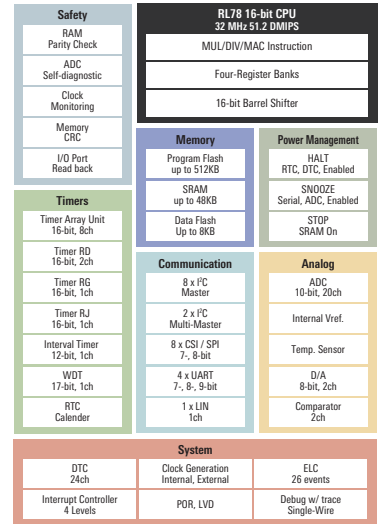 Safety
RAM
Parity Check
ADC
Self-diagnostic
Clock
Monitoring
Memory
CRC
I/O Port
Read back
RL78 16-bit CPU
32 MHz 51.2 DMIPS
MUL/DIV/MAC Instruction
Four-Register Banks
16-bit Barrel Shifter
Memory
Program Flash
up to 512KB
SRAM
up to 48KB
Data Flash
Up to 8KB
Power Management
HALT
RTC, DTC, Enabled
SNOOZE
Serial, ADC, Enabled
STOP
SRAM On
Timers
Timer Array Unit
16-bit, 8ch
Timer RD
16-bit, 2ch
Timer RG
16-bit, 1ch
Timer RJ
16-bit, 1ch
Interval Timer
12-bit, 1ch
WDT
17-bit, 1ch
RTC
Calender
Communication
8 x I²C
Master
2 x I²C
Multi-Master
8 x CSI / SPI
7-, 8-bit
4 x UART
7-, 8-, 9-bit
1 x LIN
1ch
Analog
ADC
10-bit, 20ch
Internal Vref.
Temp. Sensor
D/A
8-bit, 2ch
Comparator
2ch
System
DTC
24ch
Clock Generation
Internal, External
ELC
26 events
Interrupt Controller
4 Levels
POR, LVD
Debug w/ trace
Single-Wire